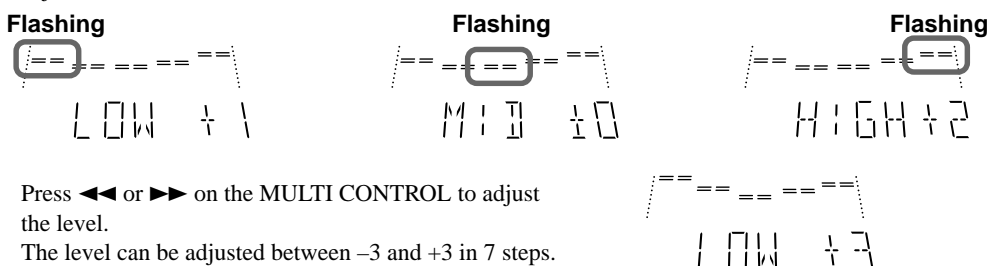 Flashing Flashing Flashing
LOW +1 MID ±0 HIGH+2
Press ◄◄ or ►► on the MULTI CONTROL to adjust
the level.
The level can be adjusted between –3 and +3 in 7 steps.
LOW +3